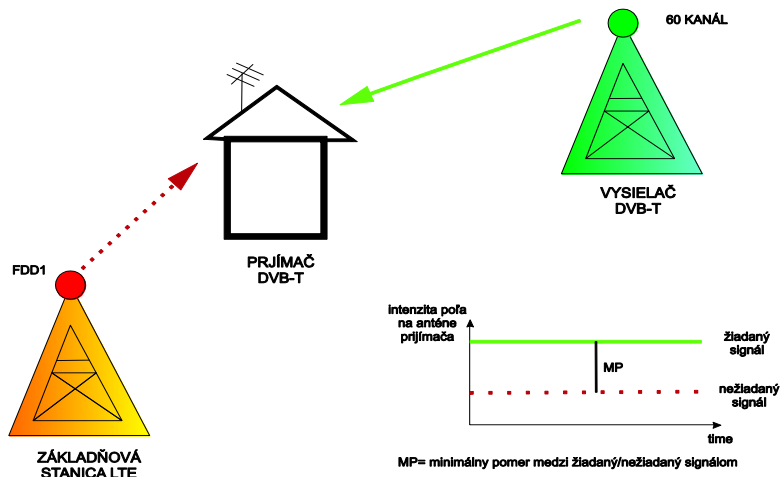 60 KANÁL
VYSIELAČ
DVB-T
PRJÍMAČ
DVB-T
FDD1
ZÁKLADŇOVÁ
STANICA LTE
intenzita poľa
na anténe
prijímača
žiadaný
signál
MP
nežiadaný
signál
time
MP= minimálny pomer medzi žiadaný/nežiadaný signálom